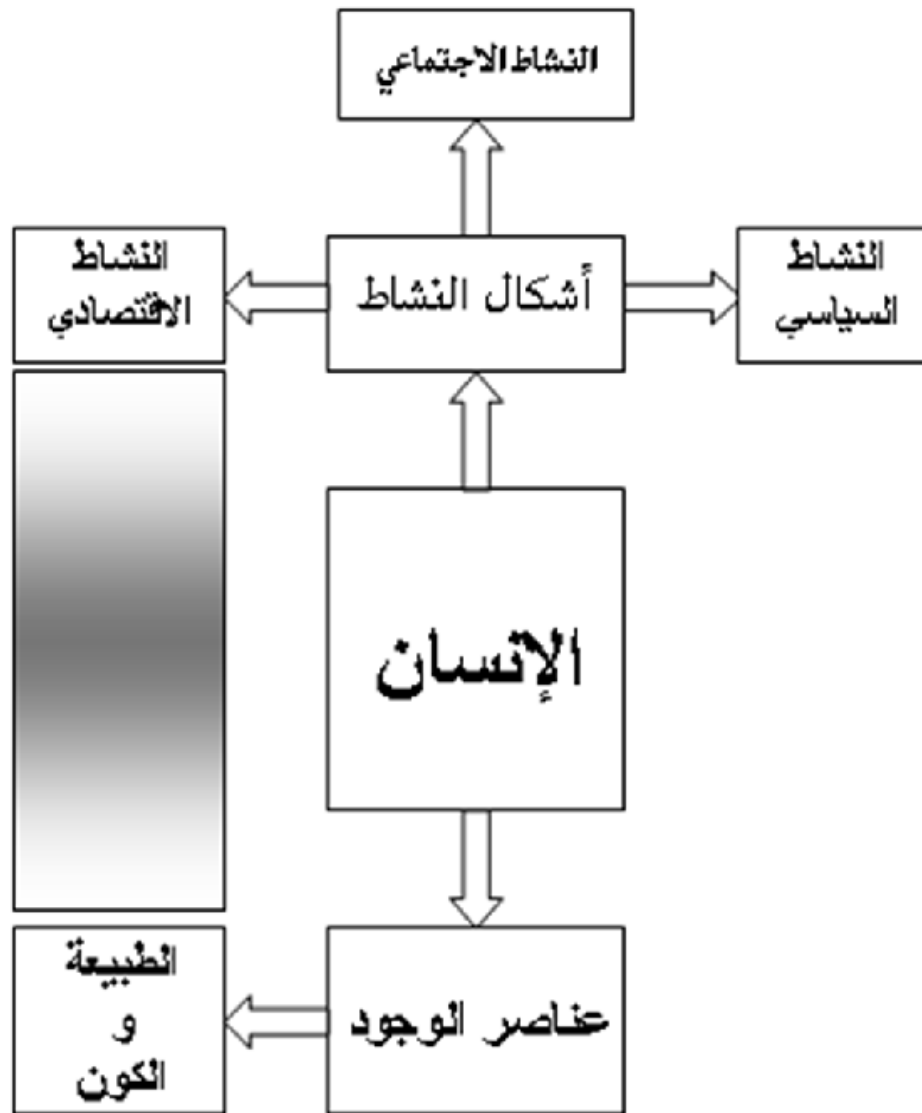 النشاط الاجتماعي
النشاط
السياسي
أشكال النشاط
النشاط
الاقتصادي
الإنسان
عناصر الوجود
الطبيعة
و
الكون